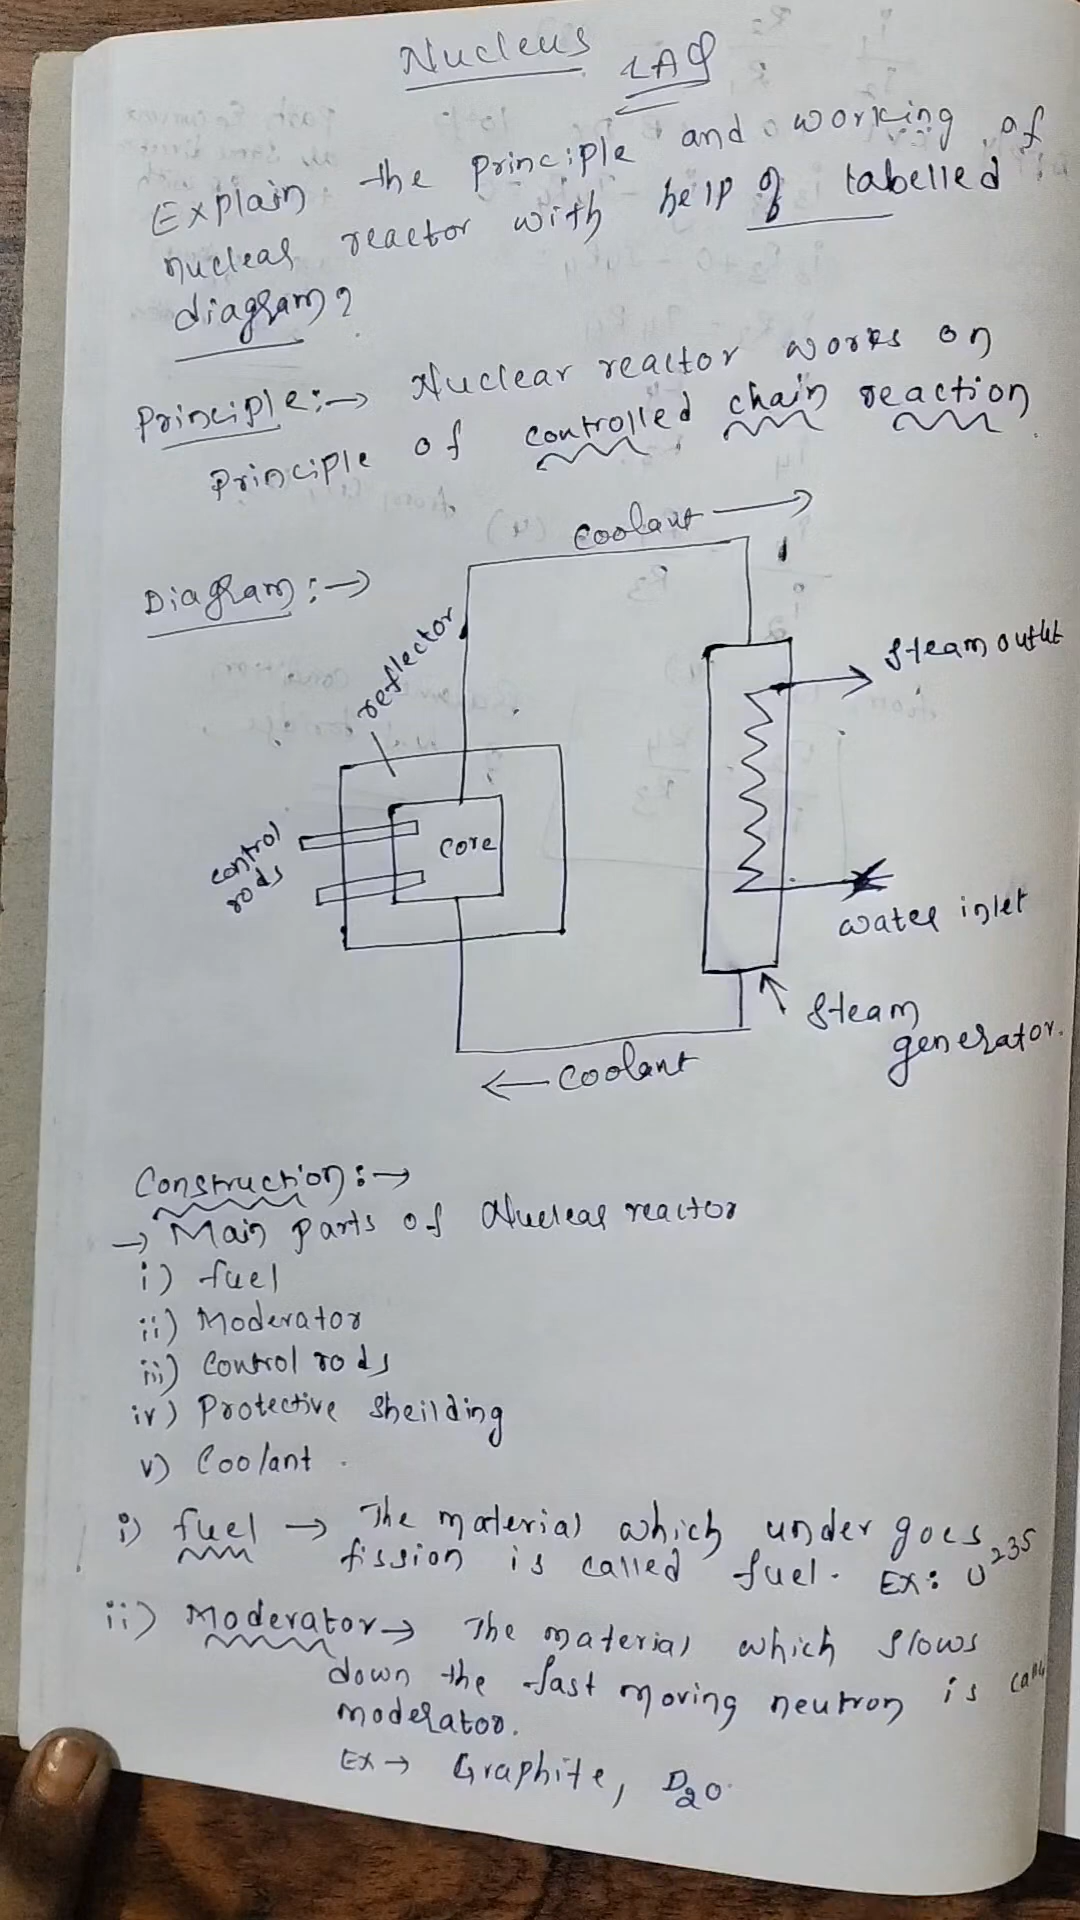 Nucleus
LAQ
Explain the principle and working of
nuclear reactor with help of labelled
diagram?
Principle:→ Nuclear reactor works on
Principle of controlled chain reaction.
Diagram:→
Coolant →
reflector
Steam outlet
control
rods
Core
water inlet
Steam
generator.
← Coolant
Construction:→
→ Main parts of Nuclear reactor
i) fuel
ii) Moderator
iii) Control rods
iv) Protective Sheilding
v) Coolant.
i) fuel → The material which under goes
fission is called fuel. Ex: U²³⁵
ii) Moderator → The material which slows
down the fast moving neutron is
moderator.
Ex → Graphite, D₂O.